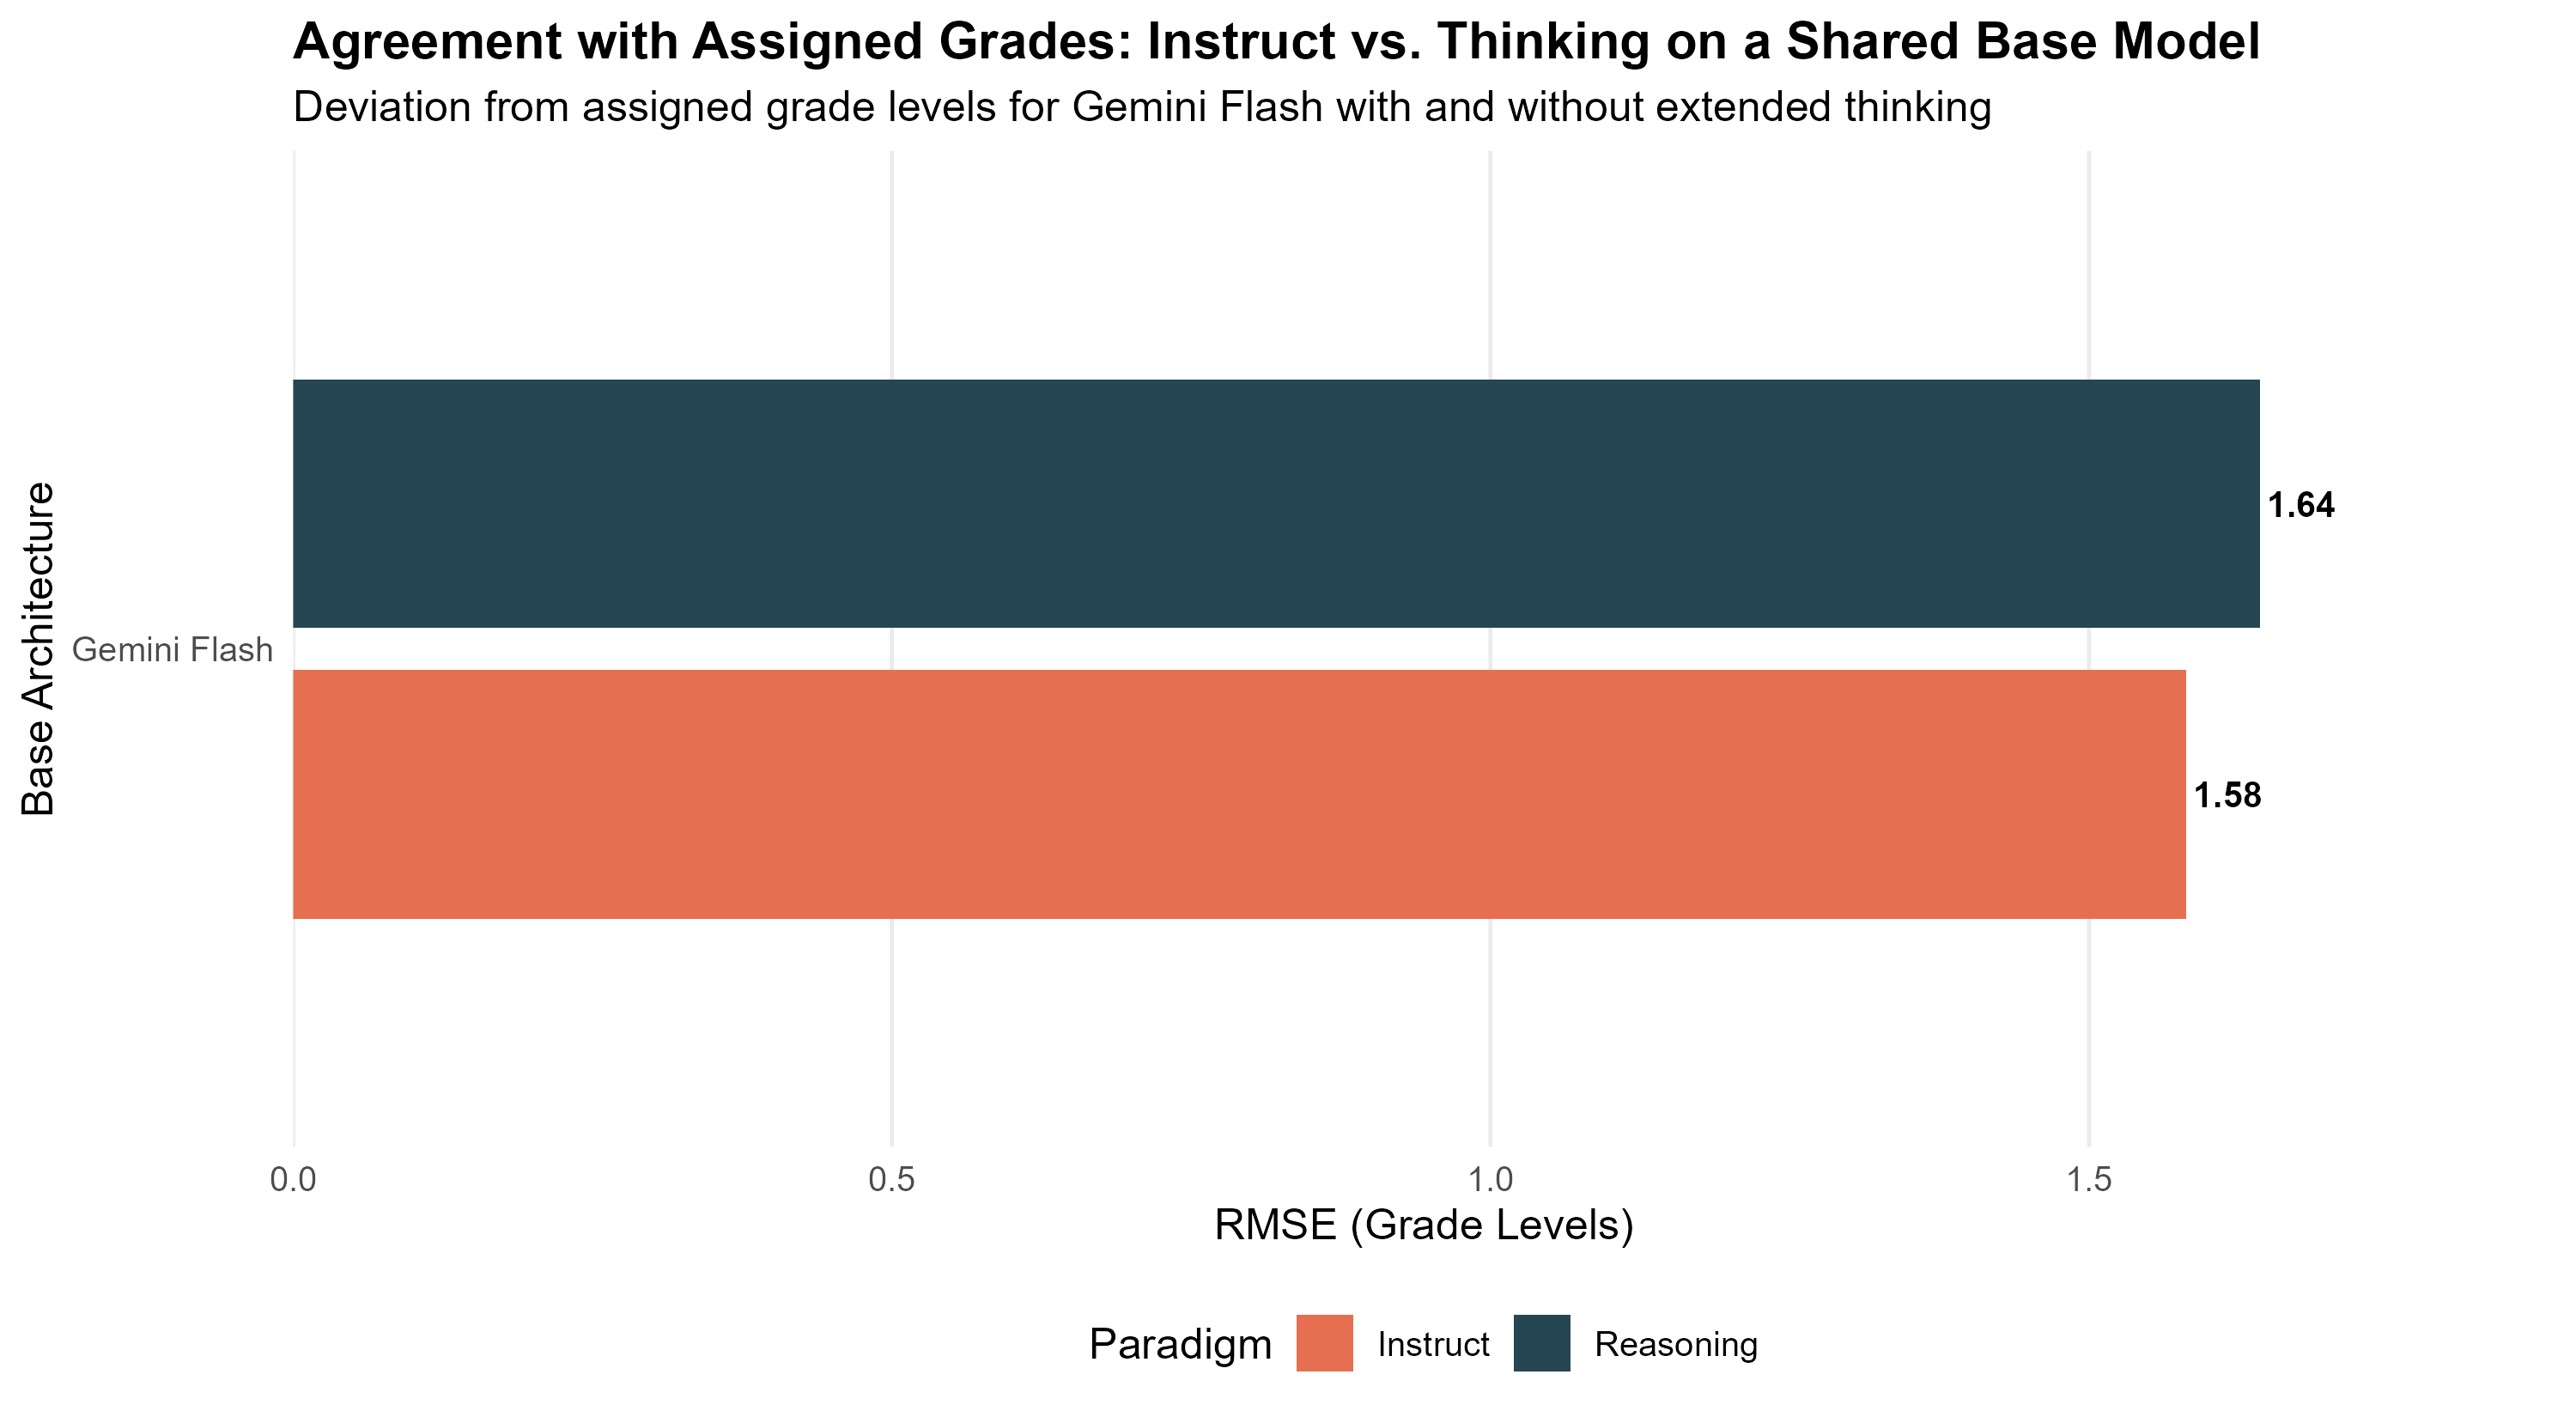 Agreement with Assigned Grades: Instruct vs. Thinking on a Shared Base Model
Deviation from assigned grade levels for Gemini Flash with and without extended thinking
Base Architecture
Gemini Flash
1.64
1.58
0.0 0.5 1.0 1.5
RMSE (Grade Levels)
Paradigm Instruct Reasoning